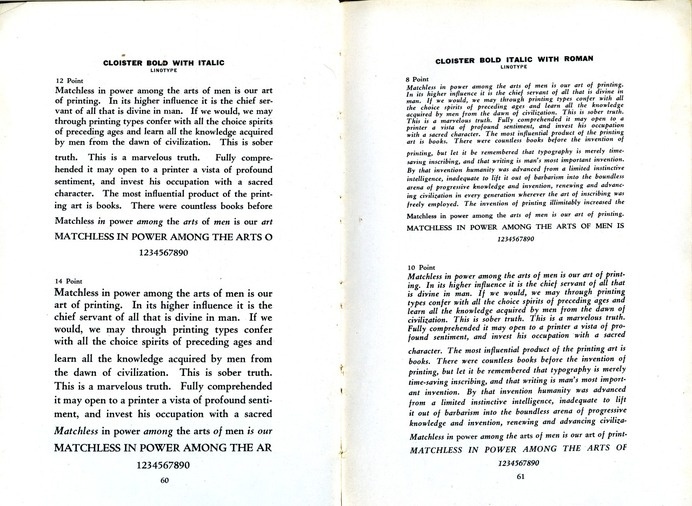 CLOISTER BOLD WITH ITALIC
LINOTYPE
12 Point
Matchless in power among the arts of men is our art
of printing. In its higher influence it is the chief ser-
vant of all that is divine in man. If we would, we may
through printing types confer with all the choice spirits
of preceding ages and learn all the knowledge acquired
by men from the dawn of civilization. This is sober
truth. This is a marvelous truth. Fully compre-
hended it may open to a printer a vista of profound
sentiment, and invest his occupation with a sacred
character. The most influential product of the print-
ing art is books. There were countless books before
Matchless in power among the arts of men is our art
MATCHLESS IN POWER AMONG THE ARTS O
1234567890
14 Point
Matchless in power among the arts of men is our
art of printing. In its higher influence it is the
chief servant of all that is divine in man. If we
would, we may through printing types confer
with all the choice spirits of preceding ages and
learn all the knowledge acquired by men from
the dawn of civilization. This is sober truth.
This is a marvelous truth. Fully comprehended
it may open to a printer a vista of profound senti-
ment, and invest his occupation with a sacred
Matchless in power among the arts of men is our
MATCHLESS IN POWER AMONG THE AR
1234567890
60
CLOISTER BOLD ITALIC WITH ROMAN
LINOTYPE
8 Point
Matchless in power among the arts of men is our art of printing.
In its higher influence it is the chief servant of all that is divine in
man. If we would, we may through printing types confer with all
the choice spirits of preceding ages and learn all the knowledge
acquired by men from the dawn of civilization. This is sober truth.
This is a marvelous truth. Fully comprehended it may open to a
printer a vista of profound sentiment, and invest his occupation
with a sacred character. The most influential product of the printing
art is books. There were countless books before the invention of
printing, but let it be remembered that typography is merely time-
saving inscribing, and that writing is man's most important invention.
By that invention humanity was advanced from a limited instinctive
intelligence, inadequate to lift it out of barbarism into the boundless
arena of progressive knowledge and invention, renewing and advanc-
ing civilization in every generation wherever the art of inscribing was
freely employed. The invention of printing illimitably increased the
Matchless in power among the arts of men is our art of printing.
MATCHLESS IN POWER AMONG THE ARTS OF MEN IS
1234567890
10 Point
Matchless in power among the arts of men is our art of print-
ing. In its higher influence it is the chief servant of all that
is divine in man. If we would, we may through printing
types confer with all the choice spirits of preceding ages and
learn all the knowledge acquired by men from the dawn of
civilization. This is sober truth. This is a marvelous truth.
Fully comprehended it may open to a printer a vista of pro-
found sentiment, and invest his occupation with a sacred
character. The most influential product of the printing art is
books. There were countless books before the invention of
printing, but let it be remembered that typography is merely
time-saving inscribing, and that writing is man's most import-
ant invention. By that invention humanity was advanced
from a limited instinctive intelligence, inadequate to lift
it out of barbarism into the boundless arena of progressive
knowledge and invention, renewing and advancing civiliza-
Matchless in power among the arts of men is our art of print-
MATCHLESS IN POWER AMONG THE ARTS OF
1234567890
61